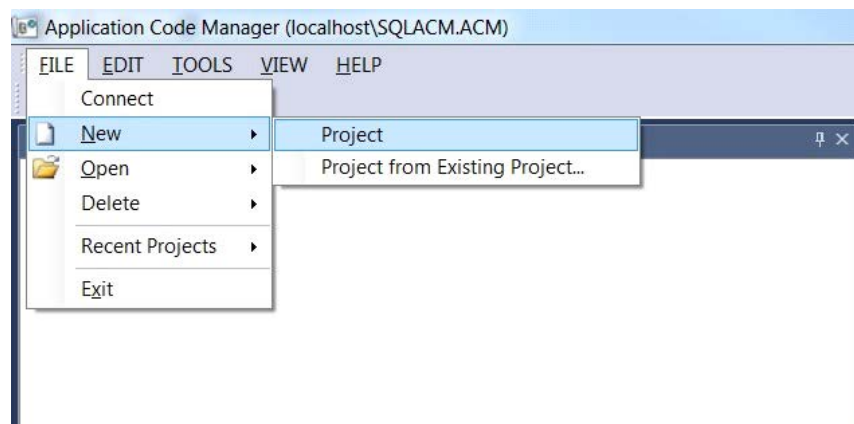 Application Code Manager (localhost\SQLACM.ACM)
FILE EDIT TOOLS VIEW HELP
Connect
New
Project
Open
Project from Existing Project...
Delete
Recent Projects
Exit